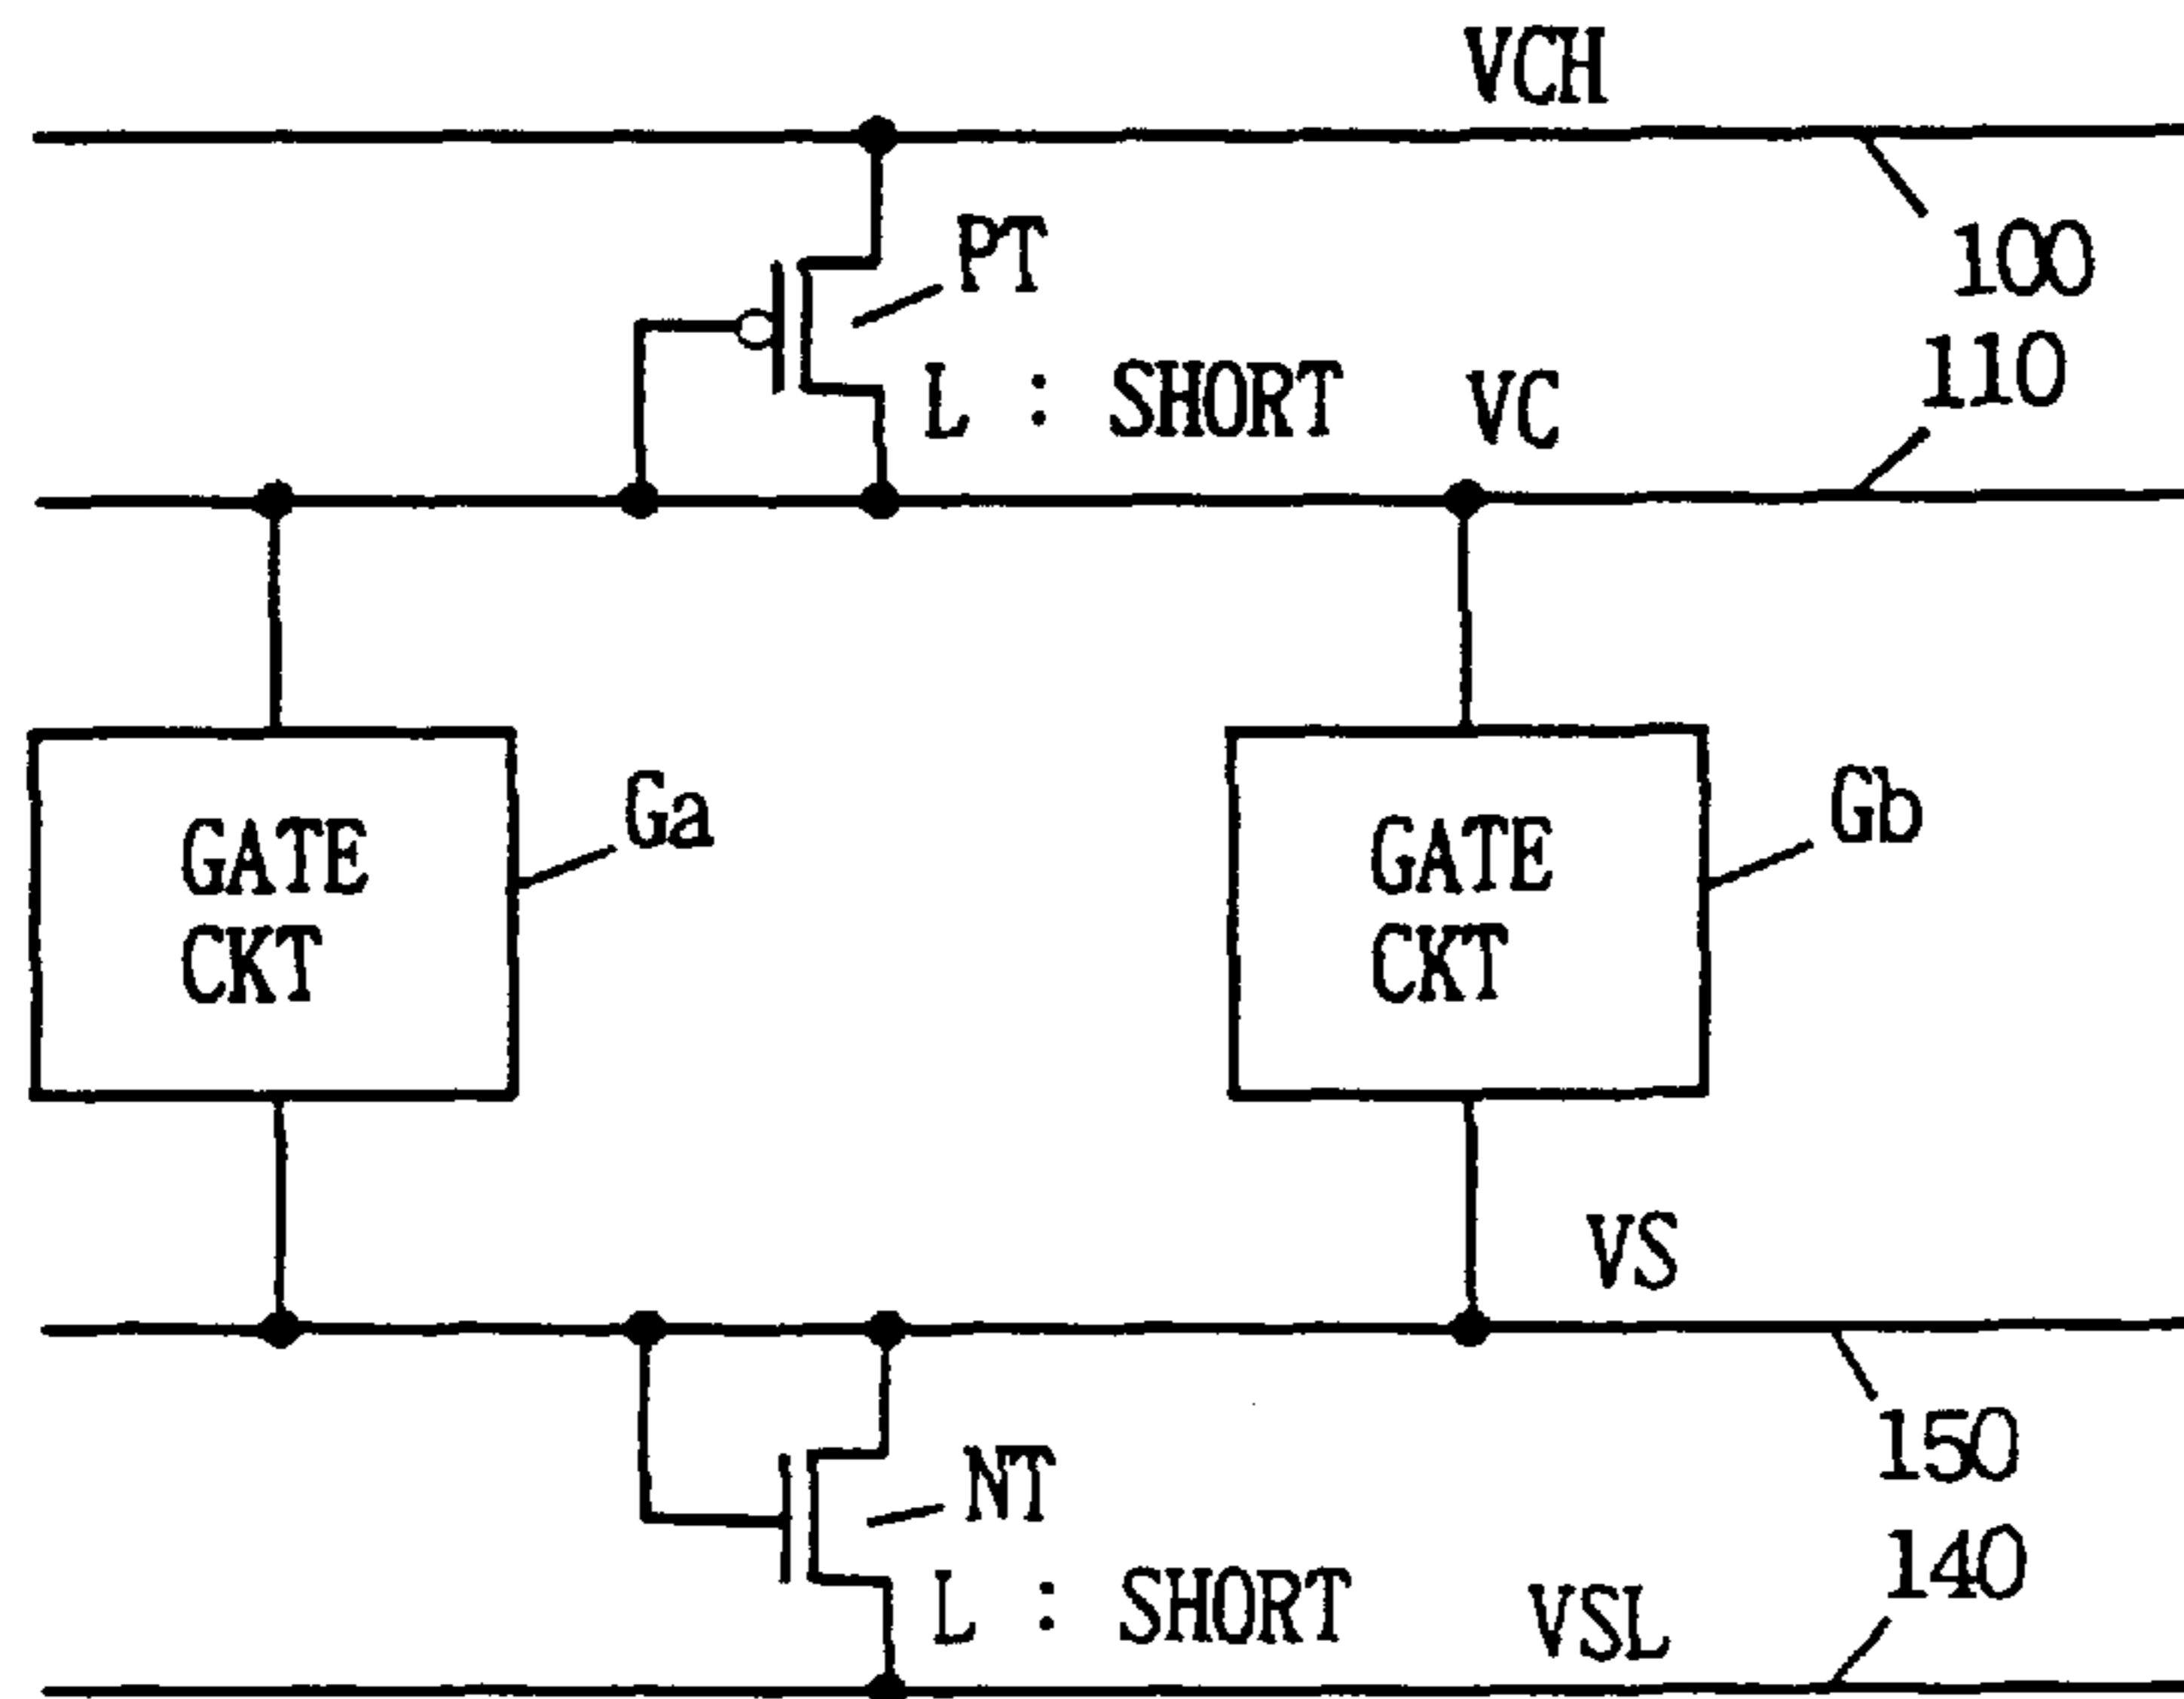 VCH
100
PT
L : SHORT
VC
110
GATE
CKT
Ga
GATE
CKT
Gb
VS
150
NT
L : SHORT
VSL
140